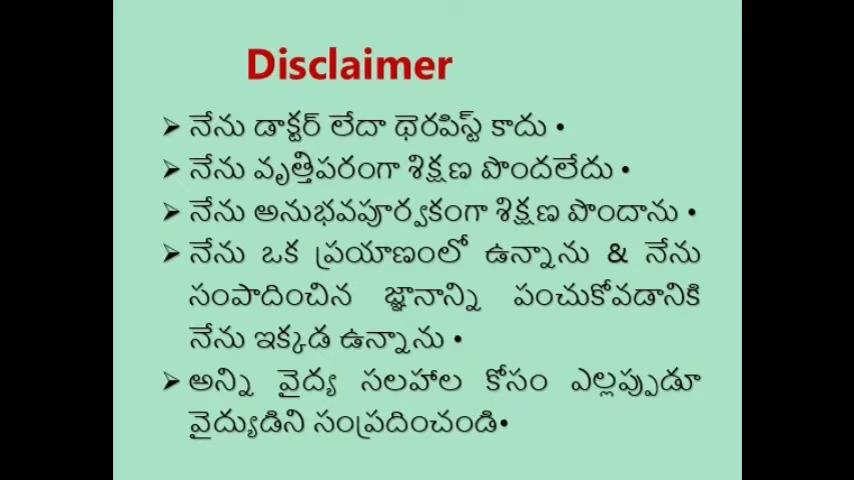 Disclaimer
➢ నేను డాక్టర్ లేదా థెరపిస్ట్ కాదు •
➢ నేను వృత్తిపరంగా శిక్షణ పొందలేదు •
➢ నేను అనుభవపూర్వకంగా శిక్షణ పొందాను •
➢ నేను ఒక ప్రయాణంలో ఉన్నాను & నేను
సంపాదించిన జ్ఞానాన్ని పంచుకోవడానికి
నేను ఇక్కడ ఉన్నాను •
➢ అన్ని వైద్య సలహాల కోసం ఎల్లప్పుడూ
వైద్యుడిని సంప్రదించండి•